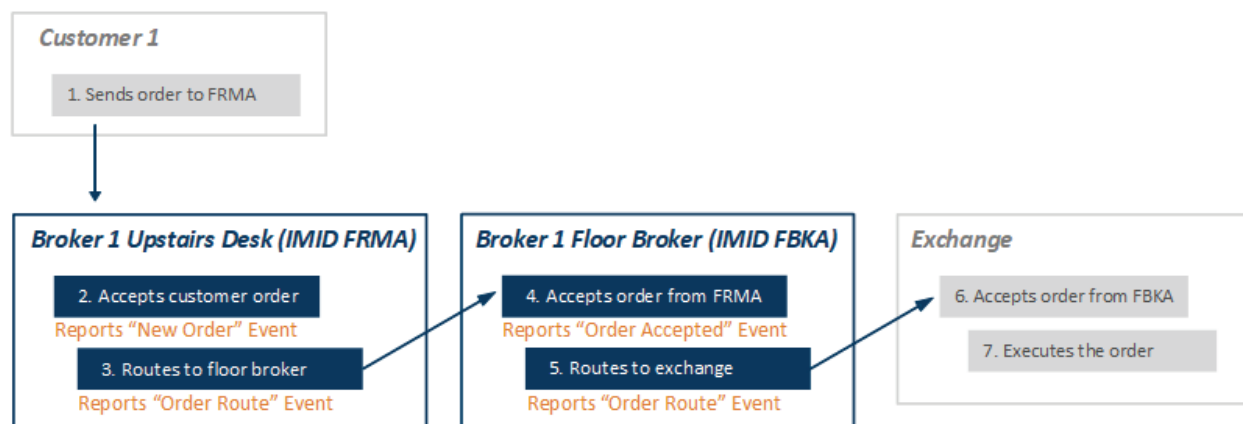 Customer 1
1. Sends order to FRMA
Broker 1 Upstairs Desk (IMID FRMA)
2. Accepts customer order
Reports “New Order” Event
3. Routes to floor broker
Reports “Order Route” Event
Broker 1 Floor Broker (IMID FBKA)
4. Accepts order from FRMA
Reports “Order Accepted” Event
5. Routes to exchange
Reports “Order Route” Event
Exchange
6. Accepts order from FBKA
7. Executes the order